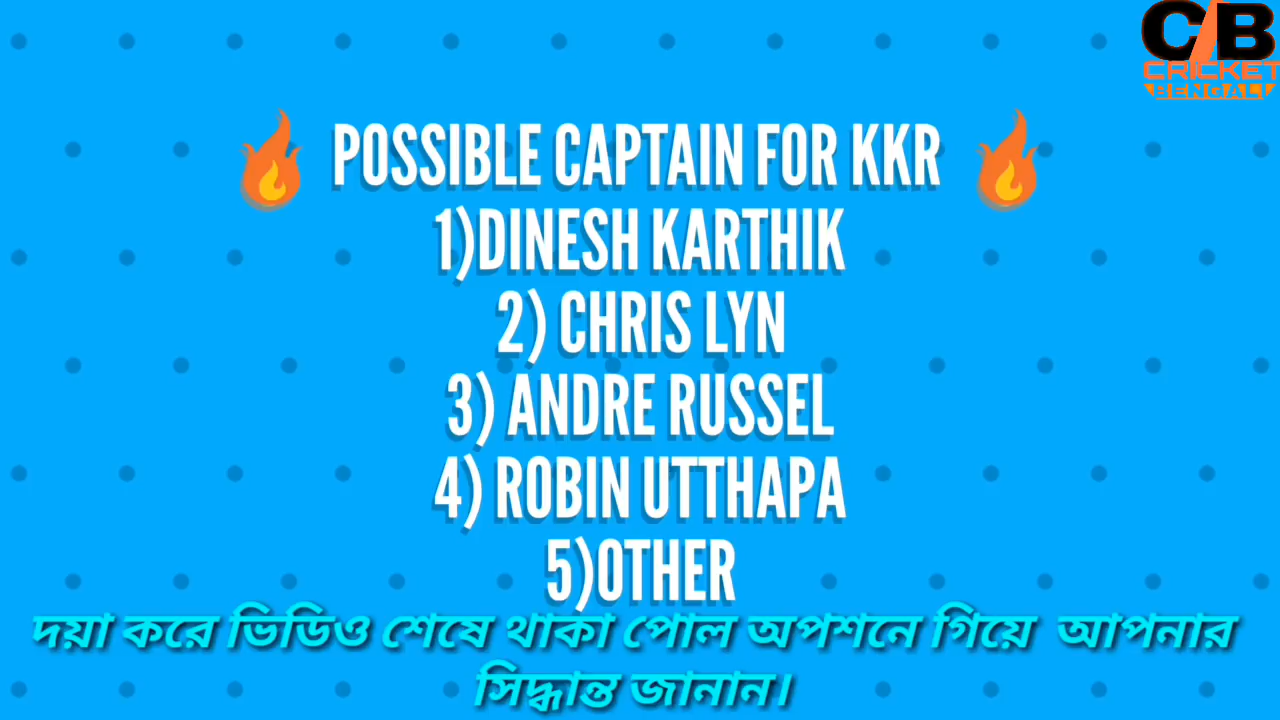 C/B
CRICKET
BENGALI
POSSIBLE CAPTAIN FOR KKR
1)DINESH KARTHIK
2) CHRIS LYN
3) ANDRE RUSSEL
4) ROBIN UTTHAPA
5)OTHER
দয়া করে ভিডিও শেষে থাকা পোল অপশনে গিয়ে আপনার
সিদ্ধান্ত জানান।